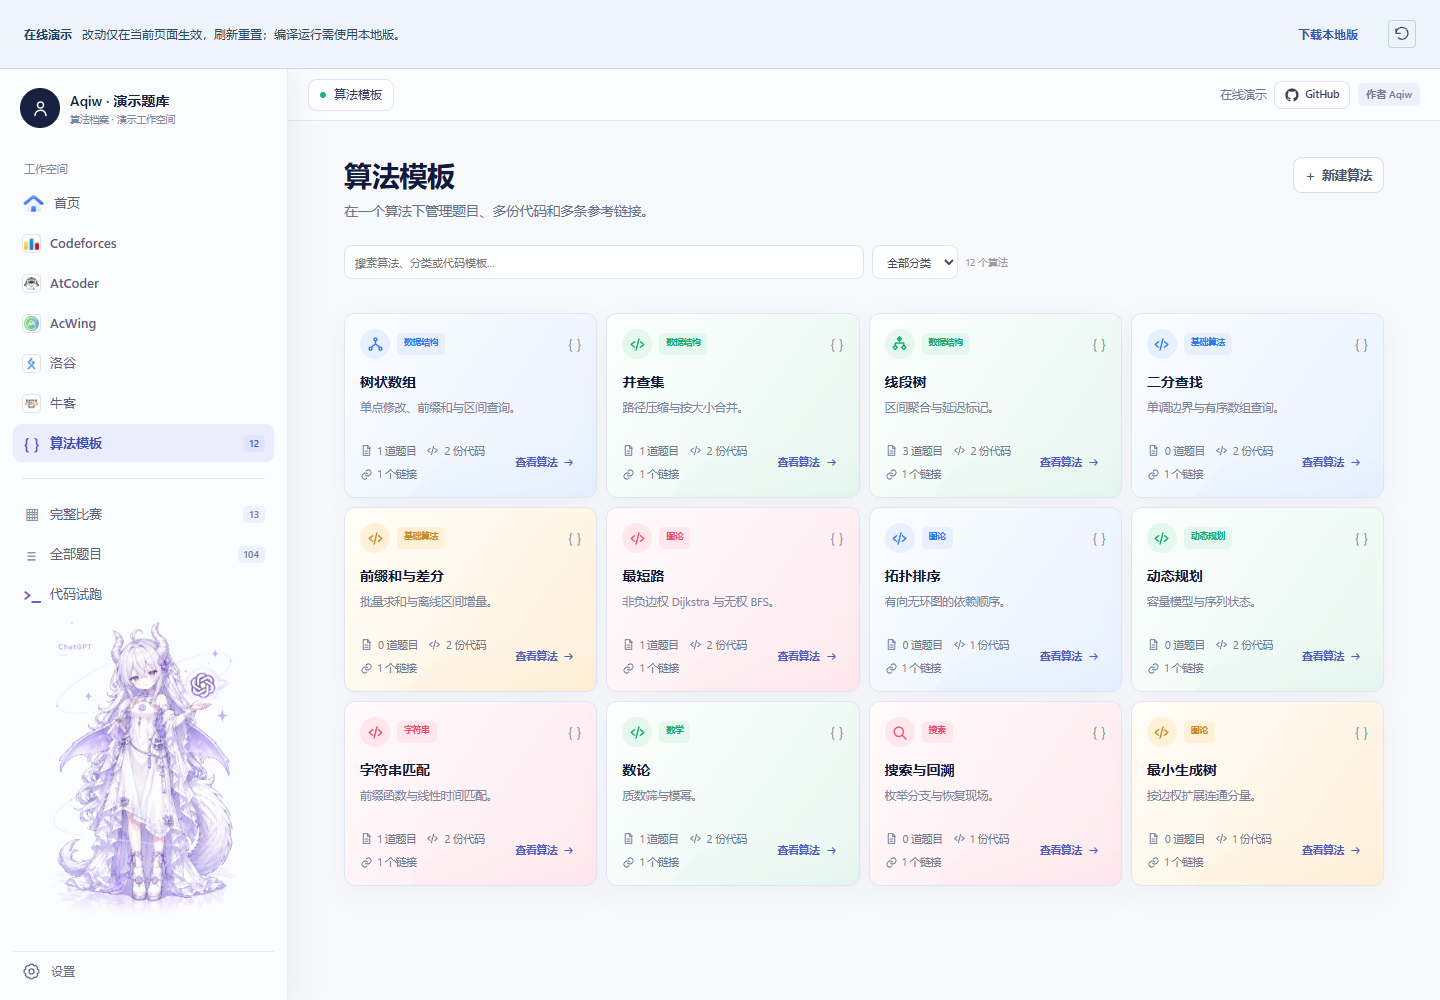 在线演示 改动仅在当前页面生效，刷新重置；编译运行需使用本地版。
下载本地版
Aqiw · 演示题库
算法档案 · 演示工作空间
工作空间
首页
Codeforces
AtCoder
AcWing
洛谷
牛客
{ } 算法模板 12
完整比赛 13
全部题目 104
代码试跑
ChatGPT
设置
算法模板
在线演示
GitHub
作者 Aqiw
算法模板
在一个算法下管理题目、多份代码和多条参考链接。
+ 新建算法
搜索算法、分类或代码模板...
全部分类
12 个算法
数据结构 { }
树状数组
单点修改、前缀和与区间查询。
1 道题目 2 份代码
1 个链接
查看算法 →
数据结构 { }
并查集
路径压缩与按大小合并。
1 道题目 2 份代码
1 个链接
查看算法 →
数据结构 { }
线段树
区间聚合与延迟标记。
3 道题目 2 份代码
1 个链接
查看算法 →
基础算法 { }
二分查找
单调边界与有序数组查询。
0 道题目 2 份代码
1 个链接
查看算法 →
基础算法 { }
前缀和与差分
批量求和与离线区间增量。
0 道题目 2 份代码
1 个链接
查看算法 →
图论 { }
最短路
非负边权 Dijkstra 与无权 BFS。
1 道题目 2 份代码
1 个链接
查看算法 →
图论 { }
拓扑排序
有向无环图的依赖顺序。
0 道题目 1 份代码
1 个链接
查看算法 →
动态规划 { }
动态规划
容量模型与序列状态。
0 道题目 2 份代码
1 个链接
查看算法 →
字符串 { }
字符串匹配
前缀函数与线性时间匹配。
1 道题目 2 份代码
1 个链接
查看算法 →
数学 { }
数论
质数筛与模幂。
1 道题目 2 份代码
1 个链接
查看算法 →
搜索 { }
搜索与回溯
枚举分支与恢复现场。
0 道题目 1 份代码
1 个链接
查看算法 →
图论 { }
最小生成树
按边权扩展连通分量。
0 道题目 1 份代码
1 个链接
查看算法 →